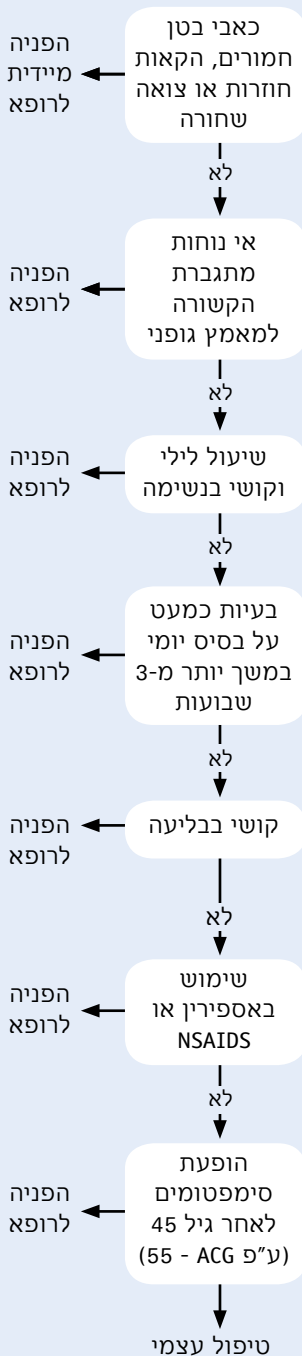 כאבי בטן
חמורים, הקאות
חוזרות או צואה
שחורה
הפניה
מיידית
לרופא
לא
אי נוחות
מתגברת
הקשורה
למאמץ גופני
הפניה
לרופא
לא
שיעול לילי
וקושי בנשימה
הפניה
לרופא
לא
בעיות כמעט
על בסיס יומי
במשך יותר מ-3
שבועות
הפניה
לרופא
לא
קושי בבליעה
הפניה
לרופא
לא
שימוש
באספירין או
NSAIDS
הפניה
לרופא
לא
הופעת
סימפטומים
לאחר גיל 45
(ע״פ ACG - 55)
הפניה
לרופא
טיפול עצמי